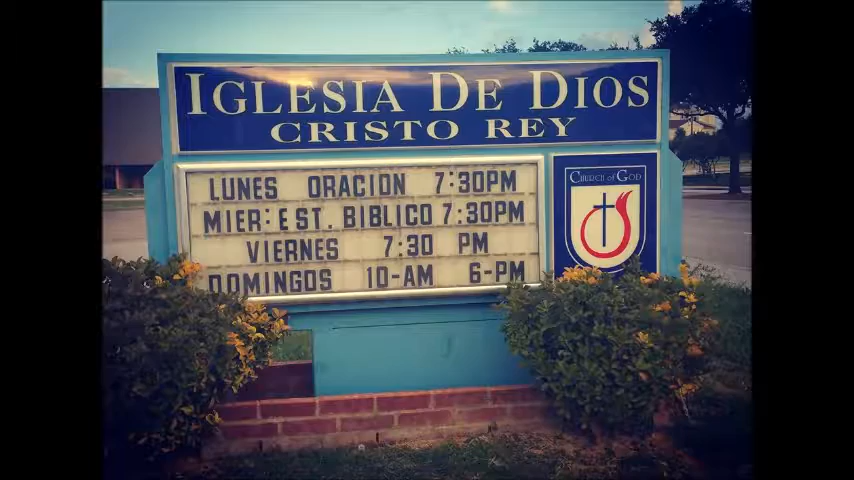 IGLESIA DE DIOS
CRISTO REY
LUNES ORACION 7:30PM
MIER: EST. BIBLICO 7:30PM
VIERNES 7:30 PM
DOMINGOS 10-AM 6-PM
CHURCH of GOD